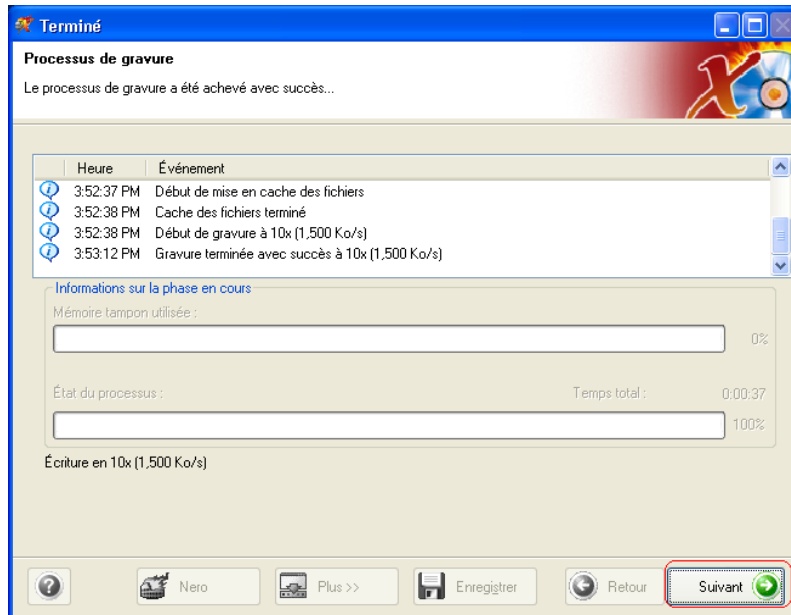 Terminé
Processus de gravure
Le processus de gravure a été achevé avec succès...
Heure Événement
3:52:37 PM Début de mise en cache des fichiers
3:52:38 PM Cache des fichiers terminé
3:52:38 PM Début de gravure à 10x (1,500 Ko/s)
3:53:12 PM Gravure terminée avec succès à 10x (1,500 Ko/s)
Informations sur la phase en cours
Mémoire tampon utilisée :
0%
État du processus : Temps total : 0:00:37
100%
Écriture en 10x (1,500 Ko/s)
Nero Plus >> Enregistrer Retour Suivant